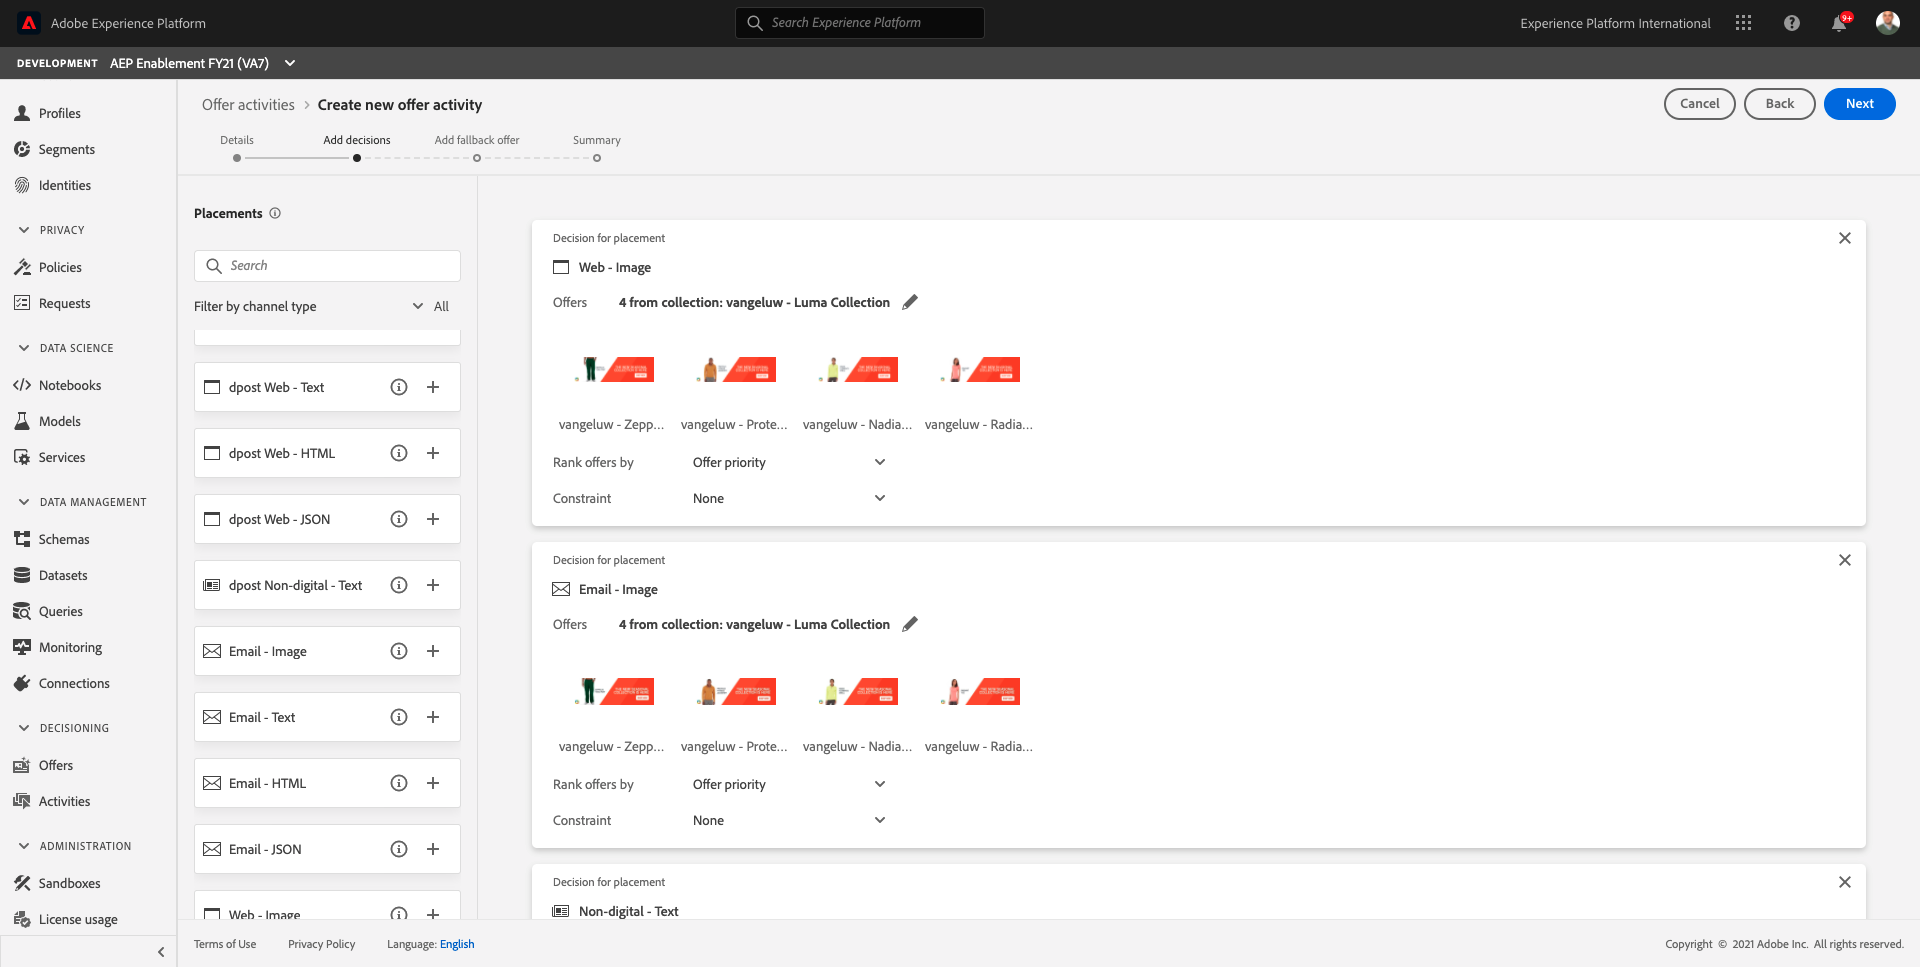 Adobe Experience Platform
Search Experience Platform
Experience Platform International
9+
DEVELOPMENT AEP Enablement FY21 (VA7)
Profiles
Segments
Identities
PRIVACY
Policies
Requests
DATA SCIENCE
Notebooks
Models
Services
DATA MANAGEMENT
Schemas
Datasets
Queries
Monitoring
Connections
DECISIONING
Offers
Activities
ADMINISTRATION
Sandboxes
License usage
Offer activities > Create new offer activity
Cancel
Back
Next
Details
Add decisions
Add fallback offer
Summary
Placements
Search
Filter by channel type
All
dpost Web - Text
dpost Web - HTML
dpost Web - JSON
dpost Non-digital - Text
Email - Image
Email - Text
Email - HTML
Email - JSON
Web - Image
Decision for placement
Web - Image
Offers 4 from collection: vangeluw - Luma Collection
vangeluw - Zepp...
vangeluw - Prote...
vangeluw - Nadia...
vangeluw - Radia...
Rank offers by Offer priority
Constraint None
Decision for placement
Email - Image
Offers 4 from collection: vangeluw - Luma Collection
vangeluw - Zepp...
vangeluw - Prote...
vangeluw - Nadia...
vangeluw - Radia...
Rank offers by Offer priority
Constraint None
Decision for placement
Non-digital - Text
Terms of Use
Privacy Policy
Language: English
Copyright © 2021 Adobe Inc. All rights reserved.